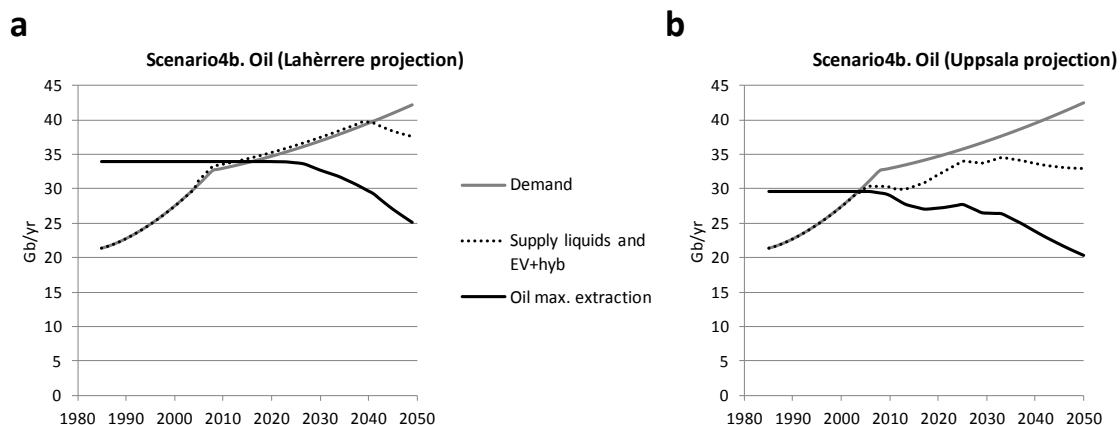 a
Scenario4b. Oil (Lahèrrere projection)
45
40
35
30
25
20
15
10
5
0
Gb/yr
1980 1990 2000 2010 2020 2030 2040 2050
Demand
Supply liquids and
EV+hyb
Oil max. extraction
b
Scenario4b. Oil (Uppsala projection)
45
40
35
30
25
20
15
10
5
0
Gb/yr
1980 1990 2000 2010 2020 2030 2040 2050